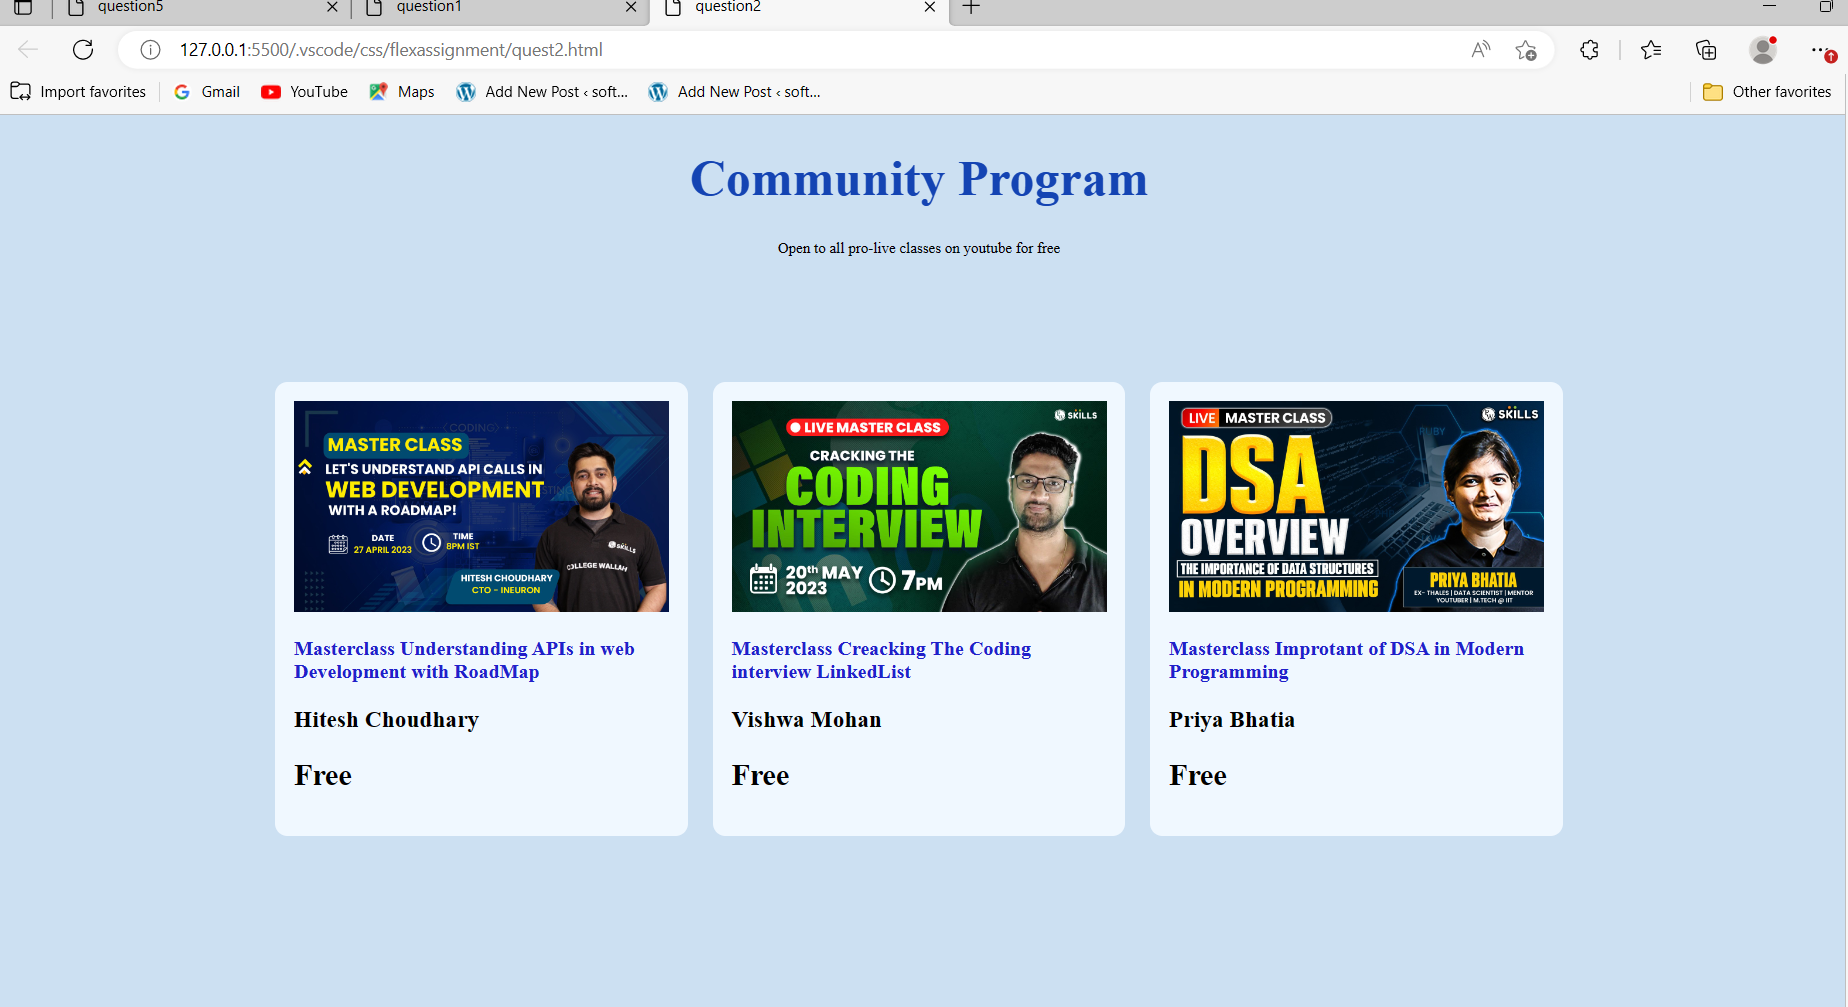 question5
question1
question2
127.0.0.1:5500/.vscode/css/flexassignment/quest2.html
Import favorites
Gmail
YouTube
Maps
Add New Post ‹ soft...
Add New Post ‹ soft...
Other favorites
Community Program
Open to all pro-live classes on youtube for free
CODING
MASTER CLASS
LET'S UNDERSTAND API CALLS IN
WEB DEVELOPMENT
WITH A ROADMAP!
DATE
27 APRIL 2023
TIME
8PM IST
SKILLS
COLLEGE WALLAH
HITESH CHOUDHARY
CTO - INEURON
Masterclass Understanding APIs in web
Development with RoadMap
Hitesh Choudhary
Free
SKILLS
LIVE MASTER CLASS
CRACKING THE
CODING
INTERVIEW
20th MAY
2023
7PM
Masterclass Creacking The Coding
interview LinkedList
Vishwa Mohan
Free
LIVE MASTER CLASS
SKILLS
RUBY
DSA
OVERVIEW
THE IMPORTANCE OF DATA STRUCTURES
IN MODERN PROGRAMMING
PRIYA BHATIA
EX- THALES | DATA SCIENTIST | MENTOR
YOUTUBER | M.TECH @ IIT
Masterclass Improtant of DSA in Modern
Programming
Priya Bhatia
Free